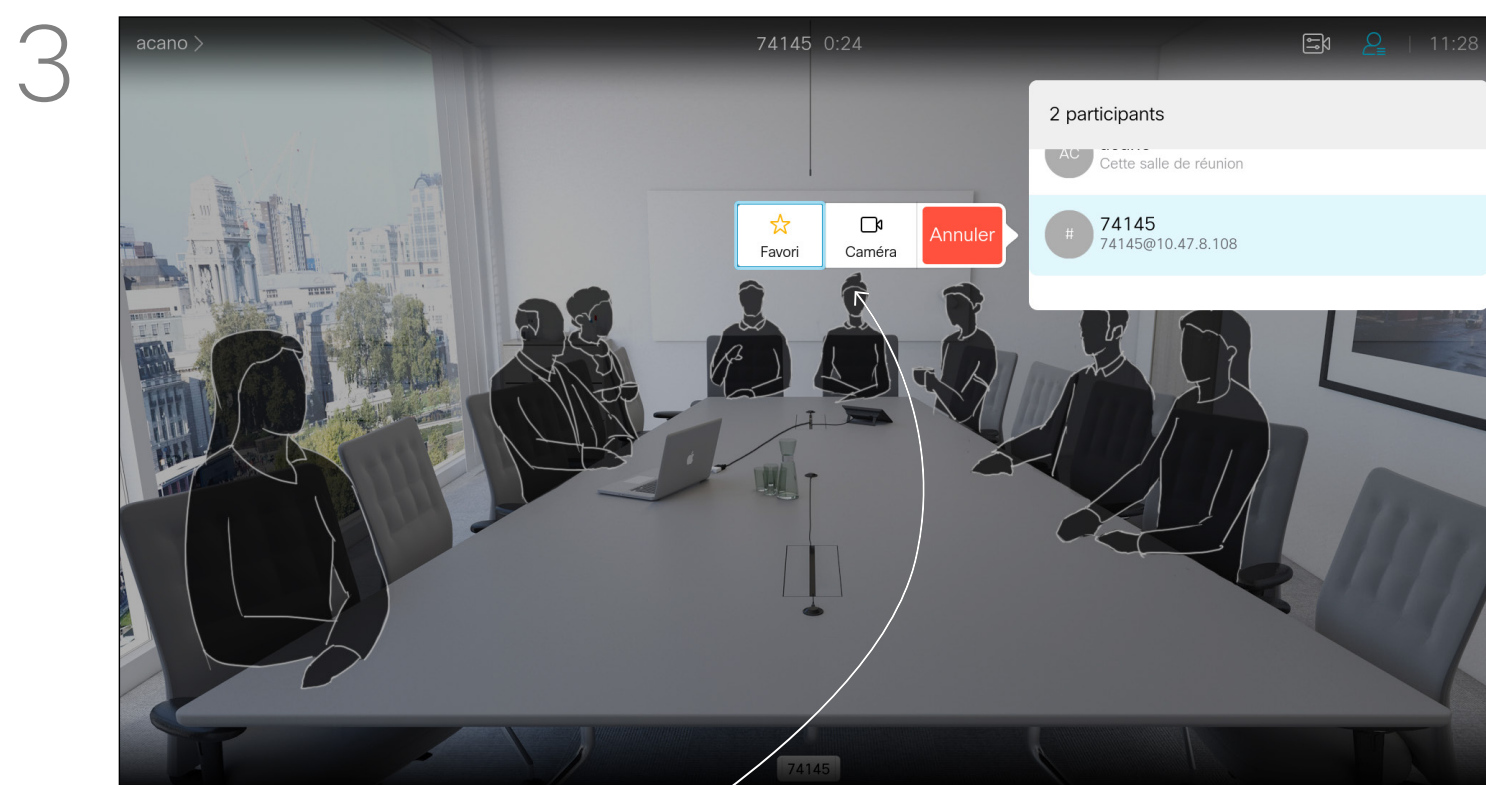 3
acano >
74145 0:24
11:28
2 participants
AC
Cette salle de réunion
Favori
Caméra
Annuler
#
74145
74145@10.47.8.108
74145